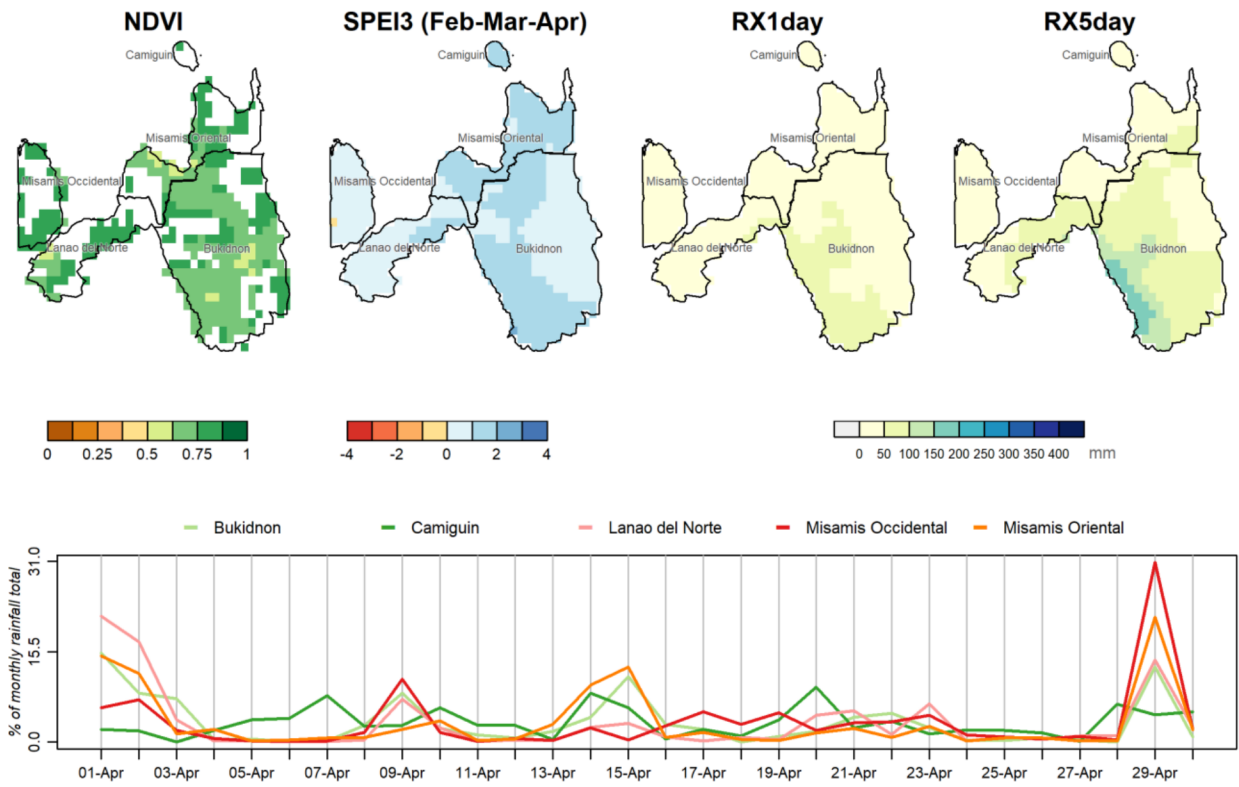 NDVI SPEI3 (Feb-Mar-Apr) RX1day RX5day
Camiguin Camiguin Camiguin Camiguin
Misamis Oriental Misamis Oriental Misamis Oriental Misamis Oriental
Misamis Occidental Misamis Occidental Misamis Occidental Misamis Occidental
Lanao del Norte Bukidnon Lanao del Norte Bukidnon Lanao del Norte Bukidnon Lanao del Norte Bukidnon
0 0.25 0.5 0.75 1 -4 -2 0 2 4 0 50 100 150 200 250 300 350 400 mm
Bukidnon Camiguin Lanao del Norte Misamis Occidental Misamis Oriental
% of monthly rainfall total
31.0
15.5
0.0
01-Apr 03-Apr 05-Apr 07-Apr 09-Apr 11-Apr 13-Apr 15-Apr 17-Apr 19-Apr 21-Apr 23-Apr 25-Apr 27-Apr 29-Apr